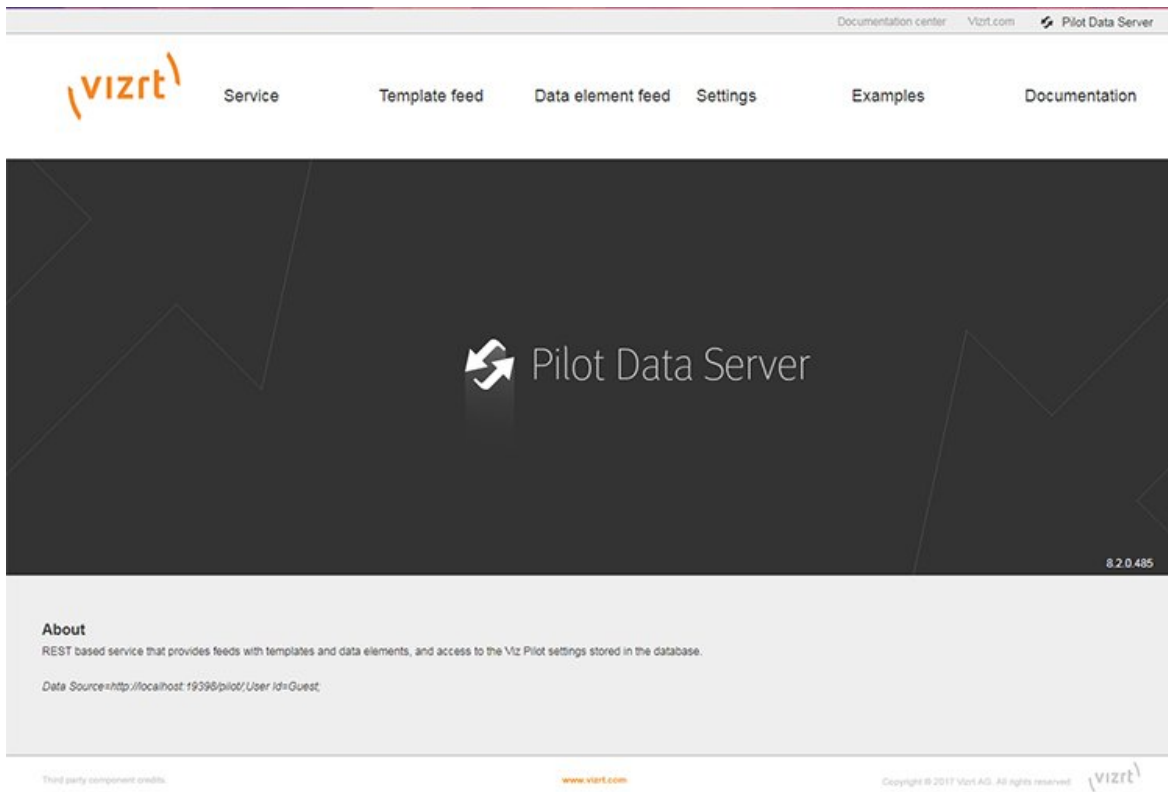 Documentation center Vizrt.com Pilot Data Server
vizrt Service Template feed Data element feed Settings Examples Documentation
Pilot Data Server
8.2.0.485
About
REST based service that provides feeds with templates and data elements, and access to the Viz Pilot settings stored in the database.
Data Source=http://localhost:19398/pilot/;User Id=Guest;
Third party component credits. www.vizrt.com Copyright © 2017 Vizrt AG. All rights reserved. vizrt